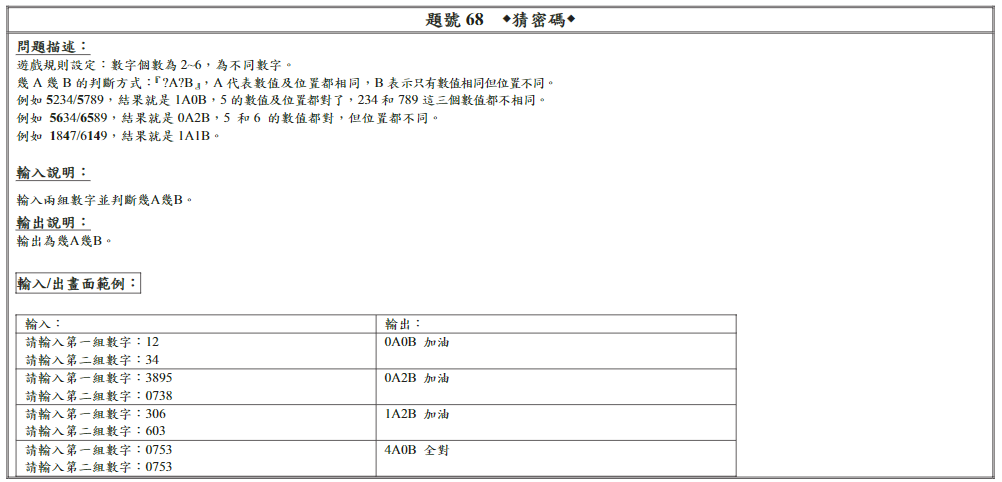 題號 68 ◆猜密碼◆
問題描述：
遊戲規則設定：數字個數為 2~6，為不同數字。
幾 A 幾 B 的判斷方式：『?A?B』，A 代表數值及位置都相同，B 表示只有數值相同但位置不同。
例如 5234/5789，結果就是 1A0B，5 的數值及位置都對了，234 和 789 這三個數值都不相同。
例如 5634/6589，結果就是 0A2B，5 和 6 的數值都對，但位置都不同。
例如 1847/6149，結果就是 1A1B。
輸入說明：
輸入兩組數字並判斷幾A幾B。
輸出說明：
輸出為幾A幾B。
輸入/出畫面範例：
輸入： 輸出：
請輸入第一組數字：12 0A0B 加油
請輸入第二組數字：34
請輸入第一組數字：3895 0A2B 加油
請輸入第二組數字：0738
請輸入第一組數字：306 1A2B 加油
請輸入第二組數字：603
請輸入第一組數字：0753 4A0B 全對
請輸入第二組數字：0753